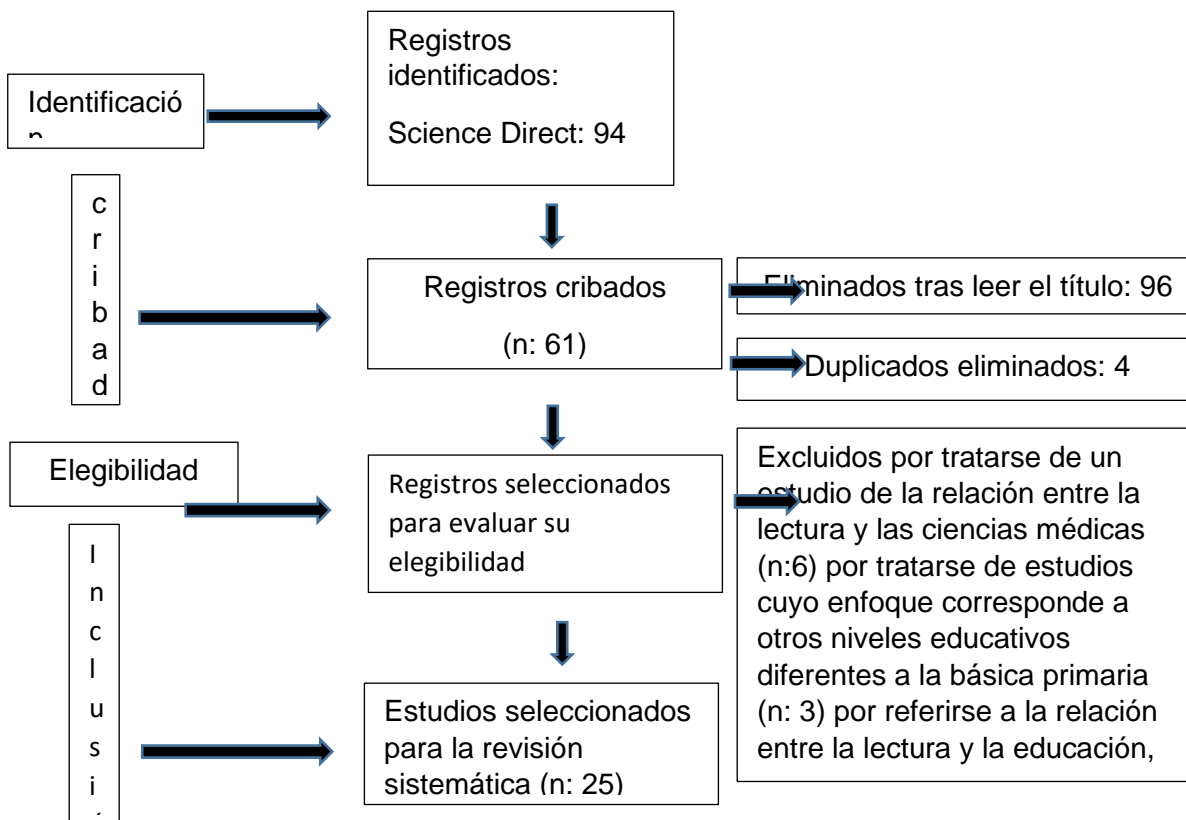 Identificació
Registros
identificados:
Science Direct: 94
c
r
i
b
a
d
Registros cribados
(n: 61)
Eliminados tras leer el título: 96
Duplicados eliminados: 4
Elegibilidad
Registros seleccionados
para evaluar su
elegibilidad
Excluidos por tratarse de un
estudio de la relación entre la
lectura y las ciencias médicas
(n:6) por tratarse de estudios
cuyo enfoque corresponde a
otros niveles educativos
diferentes a la básica primaria
(n: 3) por referirse a la relación
entre la lectura y la educación,
I
n
c
l
u
s
i
Estudios seleccionados
para la revisión
sistemática (n: 25)